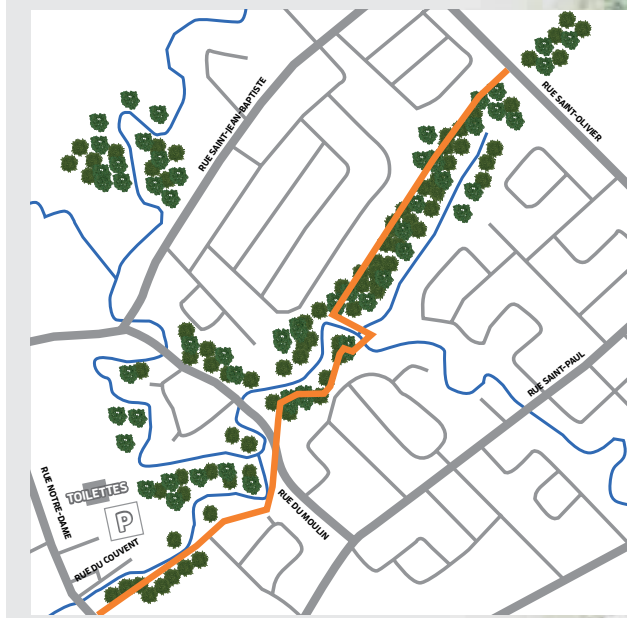 RUE SAINT-JEAN-BAPTISTE
RUE SAINT-OLIVIER
RUE SAINT-PAUL
RUE NOTRE-DAME
TOILETTES
P
RUE DU COUVENT
RUE DU MOULIN